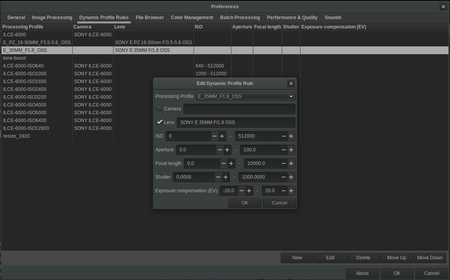 Preferences
General Image Processing Dynamic Profile Rules File Browser Color Management Batch Processing Performance & Quality Sounds
Camera Lens ISO Aperture Focal length Shutter Exposure compensation (EV)
ILCE-6000 SONY ILCE-6000
E_PZ_16-50MM_F3.5-5.6_OSS SONY E PZ 16-50mm F3.5-5.6 OSS
E_35MM_F1.8_OSS SONY E 35MM F/1.8 OSS
time-boost
ILCE-6000-ISO640 SONY ILCE-6000 640 - 512000
ILCE-6000-ISO1000 SONY ILCE-6000 1000 - 512000
ILCE-6000-ISO2000 SONY ILCE-6000
ILCE-6000-ISO2500 SONY ILCE-6000
ILCE-6000-ISO3200 SONY ILCE-6000
ILCE-6000-ISO4000 SONY ILCE-6000
ILCE-6000-ISO5000 SONY ILCE-6000
ILCE-6000-ISO6400 SONY ILCE-6000
ILCE-6000-ISO12800 SONY ILCE-6000
resize_1920
Edit Dynamic Profile Rule
Processing Profile E_35MM_F1.8_OSS
Camera
Lens SONY E 35MM F/1.8 OSS
ISO 0 - + - 512000 - +
Aperture 0.0 - + - 100.0 - +
Focal length 0.0 - + - 10000.0 - +
Shutter 0.0000 - + - 1000.0000 - +
Exposure compensation (EV) -20.0 - + - 20.0 - +
OK Cancel
New Edit Delete Move Up Move Down
About OK Cancel